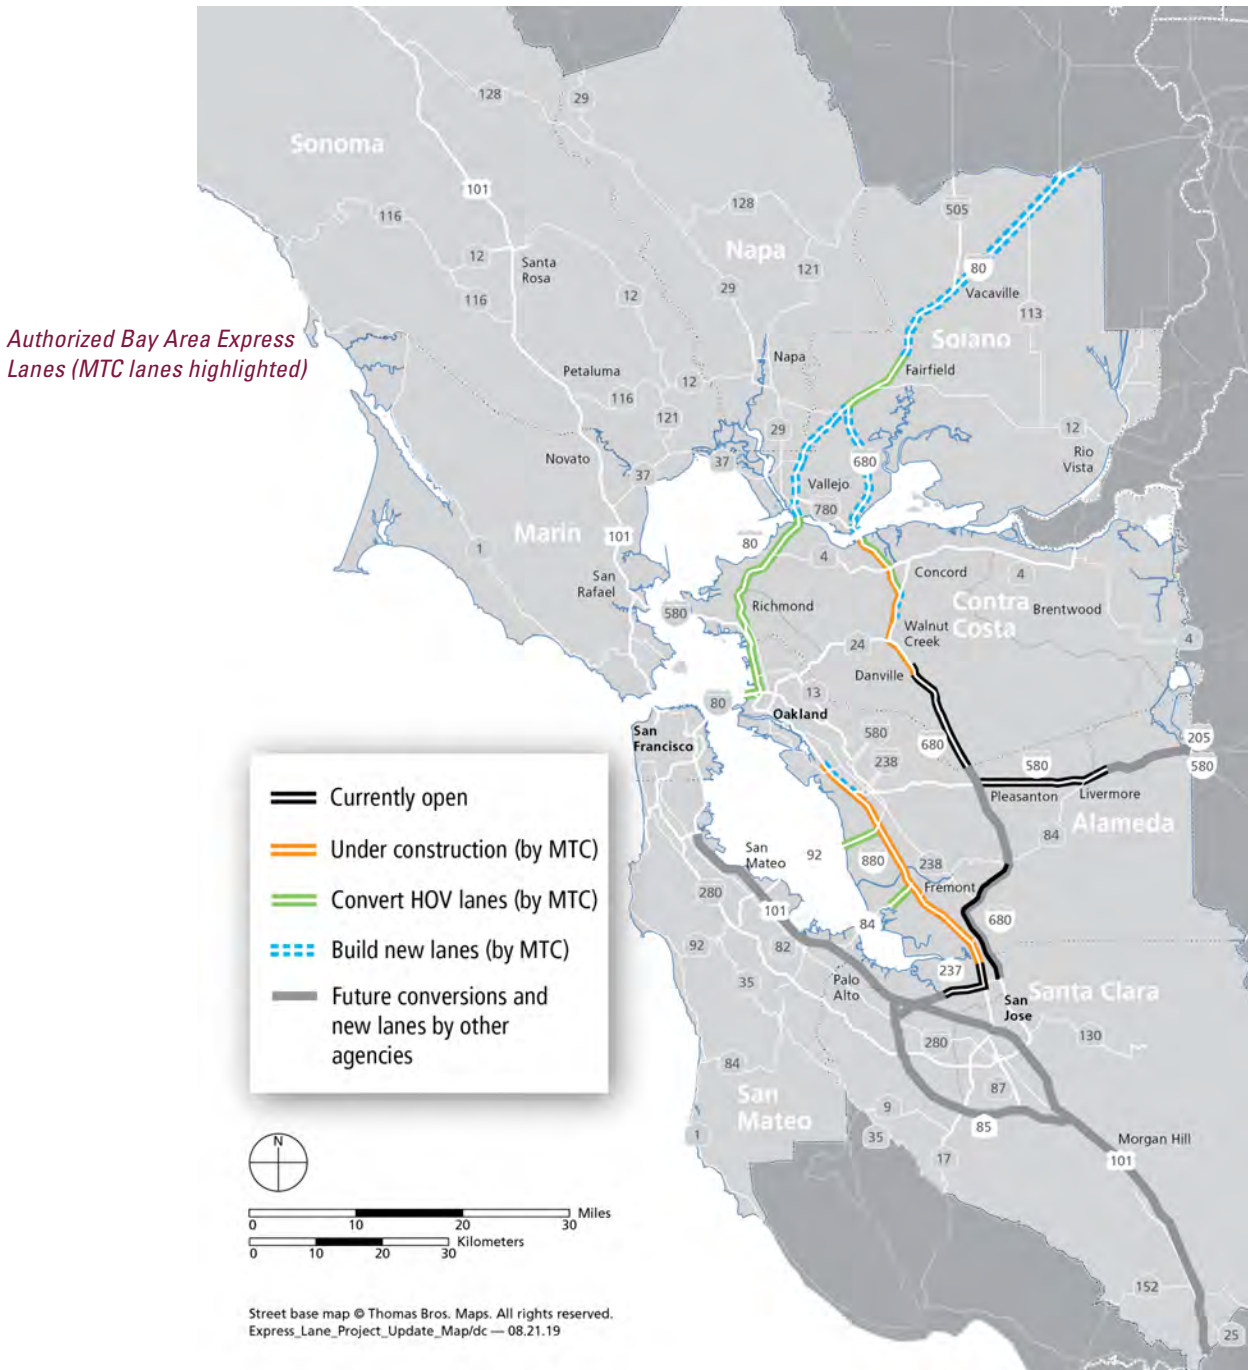 128
29
Sonoma
101
116
128
505
Napa
12
Santa
Rosa
121
80
Vacaville
116
12
29
113
Authorized Bay Area Express
Lanes (MTC lanes highlighted)
Solano
Napa
Petaluma
12
Fairfield
116
121
29
12
Novato
37
37
680
Rio
Vista
Vallejo
780
Marin
101
80
1
4
Concord
4
San
Rafael
580
Richmond
Contra
Costa
Brentwood
Walnut
Creek
4
24
Danville
13
80
Oakland
San
Francisco
580
680
205
238
580
580
Pleasanton
Livermore
Alameda
84
San
Mateo
92
880
238
Fremont
280
101
84
680
92
82
237
35
Palo
Alto
San
Jose
Santa Clara
280
130
84
87
San
Mateo
9
85
1
35
17
Morgan Hill
101
152
25
Currently open
Under construction (by MTC)
Convert HOV lanes (by MTC)
Build new lanes (by MTC)
Future conversions and
new lanes by other
agencies
N
Miles
0 10 20 30
Kilometers
0 10 20 30
Street base map © Thomas Bros. Maps. All rights reserved.
Express_Lane_Project_Update_Map/dc — 08.21.19